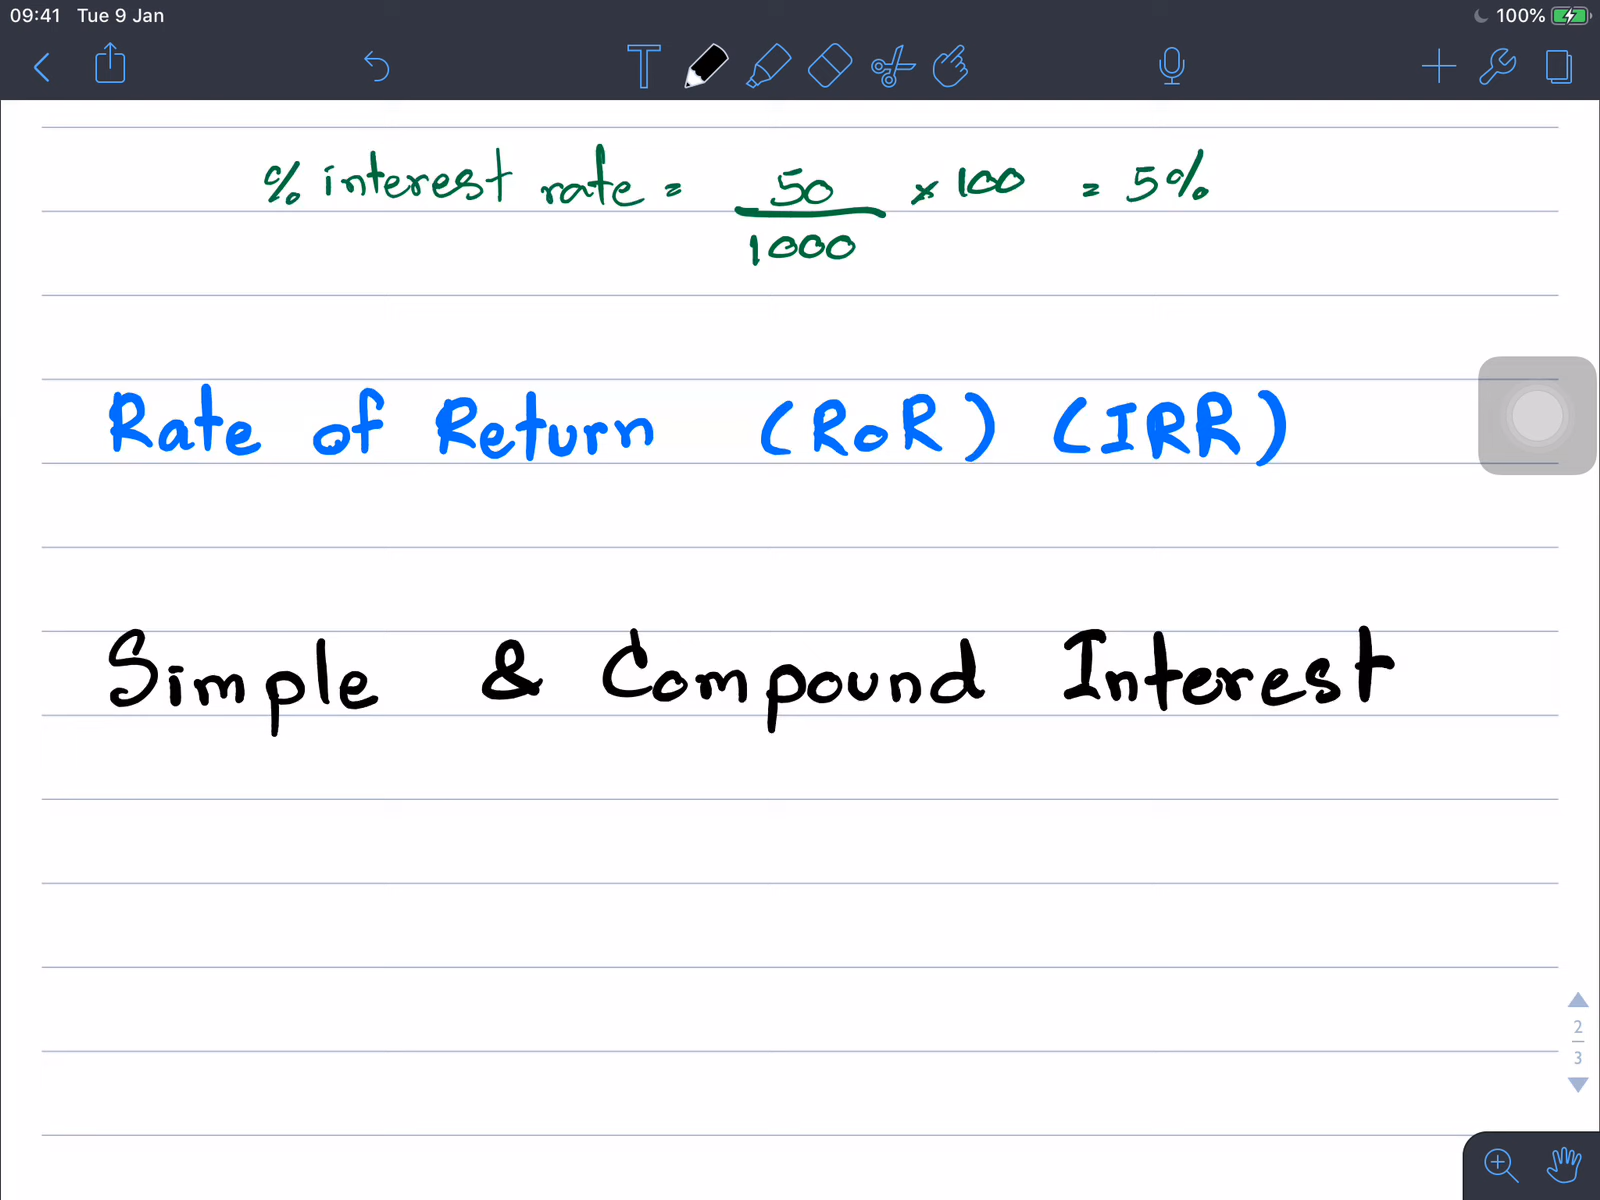 09:41 Tue 9 Jan 100%
% interest rate = 50 / 1000 × 100 = 5%
Rate of Return (ROR) (IRR)
Simple & Compound Interest
2
3